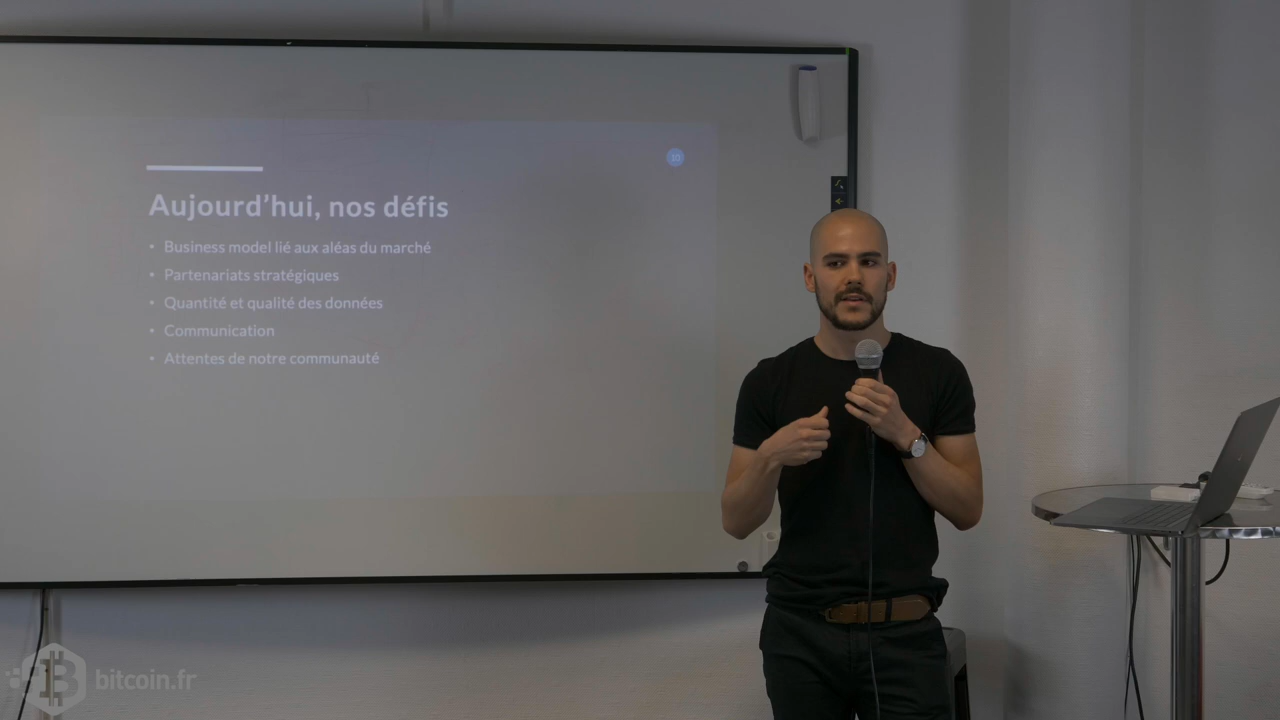 10
Aujourd'hui, nos défis
• Business model lié aux aléas du marché
• Partenariats stratégiques
• Quantité et qualité des données
• Communication
• Attentes de notre communauté
bitcoin.fr